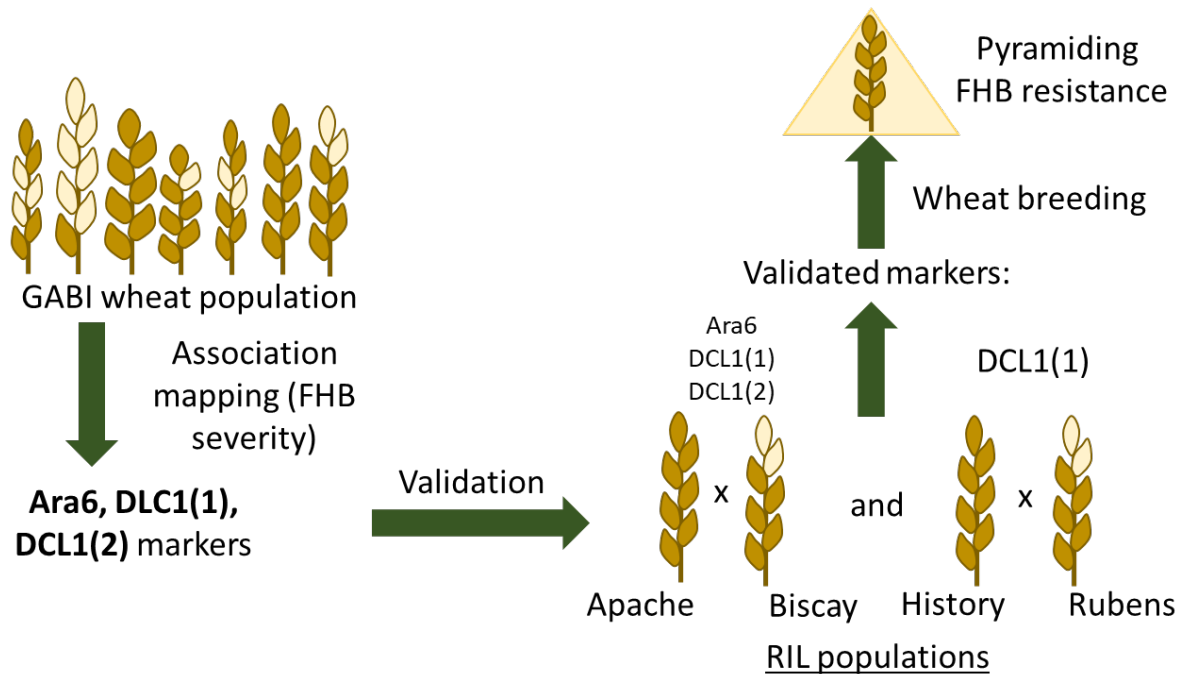 GABI wheat population
Association
mapping (FHB
severity)
Ara6, DLC1(1),
DCL1(2) markers
Validation
Pyramiding
FHB resistance
Wheat breeding
Validated markers:
Ara6
DCL1(1)
DCL1(2)
DCL1(1)
x
and
x
Apache
Biscay
History
Rubens
RIL populations